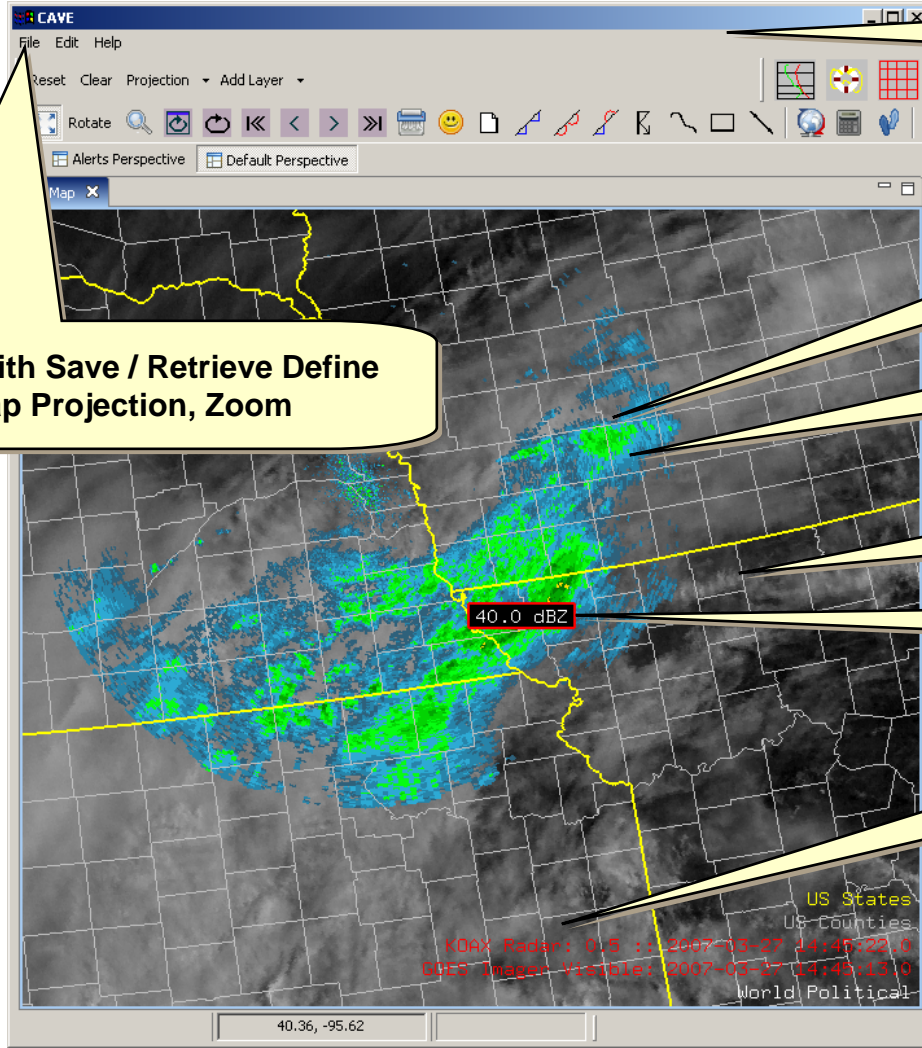 CAVE
File Edit Help
Reset Clear Projection Add Layer
Rotate
Alerts Perspective Default Perspective
Map
ith Save / Retrieve Define
ap Projection, Zoom
40.0 dBZ
US States
US Counties
KOAX Radar: 0.5 :: 2007-03-27 14:45:22.0
GOES Imager Visible: 2007-03-27 14:45:13.0
World Political
40.36, -95.62